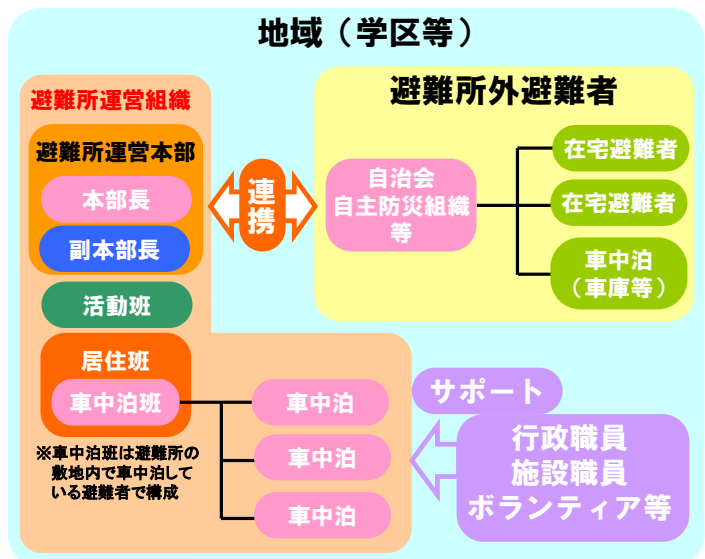 地域（学区等）
避難所運営組織
避難所運営本部
本部長
副本部長
活動班
居住班
車中泊班
※車中泊班は避難所の
敷地内で車中泊して
いる避難者で構成
車中泊
車中泊
車中泊
連携
避難所外避難者
自治会
自主防災組織
等
在宅避難者
在宅避難者
車中泊
（車庫等）
サポート
行政職員
施設職員
ボランティア等